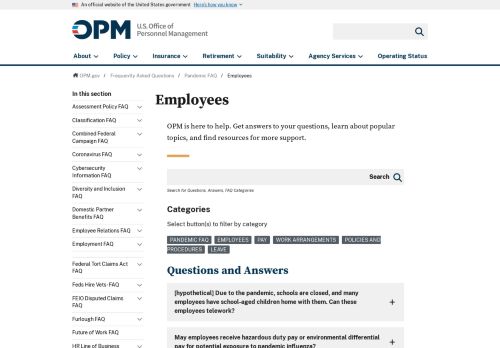 An official website of the United States government Here's how you know
OPM U.S. Office of
Personnel Management
About Policy Insurance Retirement Suitability Agency Services Operating Status
OPM.gov / Frequently Asked Questions / Pandemic FAQ / Employees
In this section
Assessment Policy FAQ
Classification FAQ
Combined Federal
Campaign FAQ
Coronavirus FAQ
Cybersecurity
Information FAQ
Diversity and Inclusion
FAQ
Domestic Partner
Benefits FAQ
Employee Relations FAQ
Employment FAQ
Federal Tort Claims Act
FAQ
Feds Hire Vets- FAQ
FEIO Disputed Claims
FAQ
Furlough FAQ
Future of Work FAQ
HR Line of Business
Employees
OPM is here to help. Get answers to your questions, learn about popular
topics, and find resources for more support.
Search
Search for Questions, Answers, FAQ Categories
Categories
Select button(s) to filter by category
PANDEMIC FAQ EMPLOYEES PAY WORK ARRANGEMENTS POLICIES AND
PROCEDURES LEAVE
Questions and Answers
[hypothetical] Due to the pandemic, schools are closed, and many
employees have school-aged children home with them. Can these
employees telework?
May employees receive hazardous duty pay or environmental differential
pay for potential exposure to pandemic influenza?